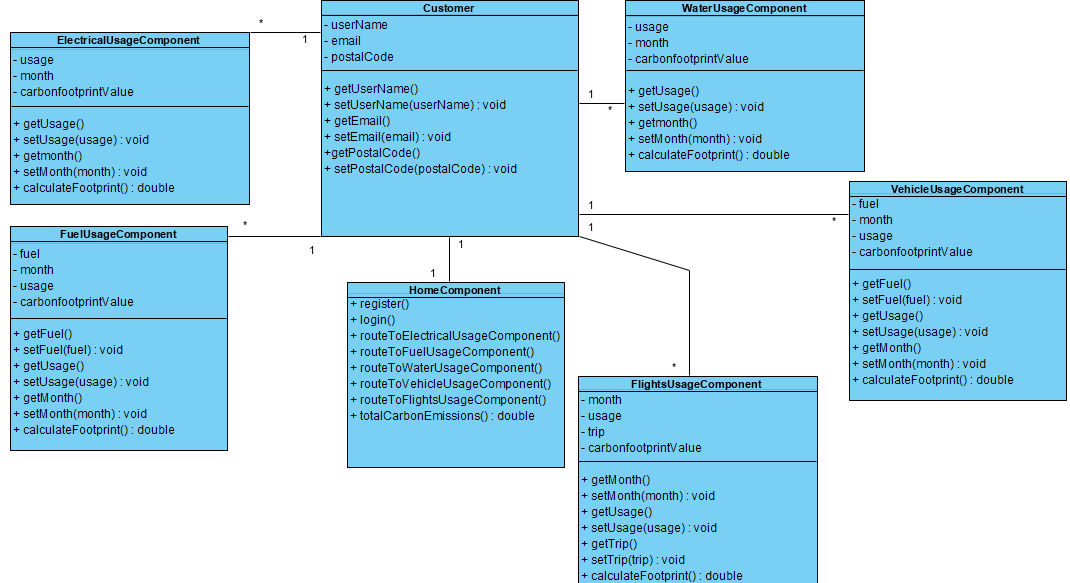 Customer
- userName
- email
- postalCode
+ getUserName()
+ setUserName(userName) : void
+ getEmail()
+ setEmail(email) : void
+getPostalCode()
+ setPostalCode(postalCode) : void
WaterUsageComponent
- usage
- month
- carbonfootprintValue
+ getUsage()
+ setUsage(usage) : void
+ getmonth()
+ setMonth(month) : void
+ calculateFootprint() : double
*
1
ElectricalUsageComponent
- usage
- month
- carbonfootprintValue
+ getUsage()
+ setUsage(usage) : void
+ getmonth()
+ setMonth(month) : void
+ calculateFootprint() : double
1
*
VehicleUsageComponent
- fuel
- month
- usage
- carbonfootprintValue
+ getFuel()
+ setFuel(fuel) : void
+ getUsage()
+ setUsage(usage) : void
+ getMonth()
+ setMonth(month) : void
+ calculateFootprint() : double
1
*
*
1
FuelUsageComponent
- fuel
- month
- usage
- carbonfootprintValue
+ getFuel()
+ setFuel(fuel) : void
+ getUsage()
+ setUsage(usage) : void
+ getMonth()
+ setMonth(month) : void
+ calculateFootprint() : double
1
1
HomeComponent
+ register()
+ login()
+ routeToElectricalUsageComponent()
+ routeToFuelUsageComponent()
+ routeToWaterUsageComponent()
+ routeToVehicleUsageComponent()
+ routeToFlightsUsageComponent()
+ totalCarbonEmissions() : double
1
*
FlightsUsageComponent
- month
- usage
- trip
- carbonfootprintValue
+ getMonth()
+ setMonth(month) : void
+ getUsage()
+ setUsage(usage) : void
+ getTrip()
+ setTrip(trip) : void
+ calculateFootprint() : double